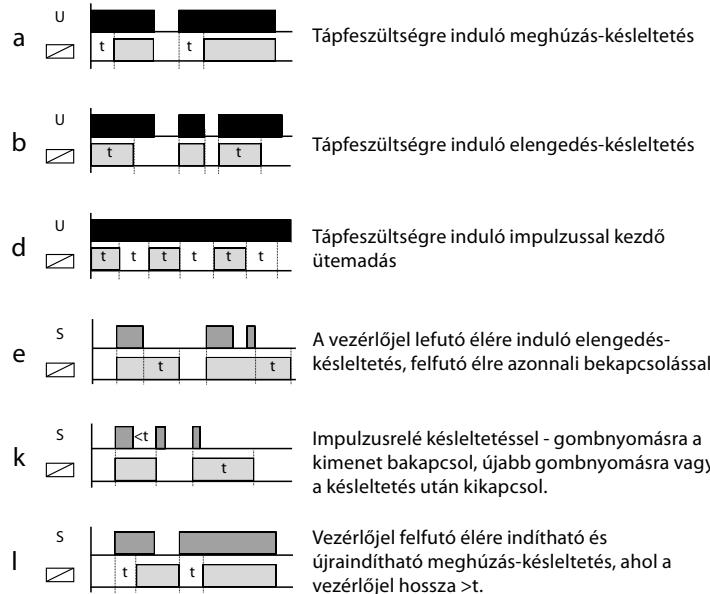 U
a t t Tápfeszültségre induló meghúzás-késleltetés
U
b t t Tápfeszültségre induló elengedés-késleltetés
U
d t t t t t t Tápfeszültségre induló impulzussal kezdő
ütemadás
S
e t t A vezérlőjel lefutó élére induló elengedés-
késleltetés, felfutó élre azonnali bekapcsolással
S <t
k t Impulzusrelé késleltetéssel - gombnyomásra a
kimenet bakapcsol, újabb gombnyomásra vagy
a késleltetés után kikapcsol.
S
l t t Vezérlőjel felfutó élére indítható és
újraindítható meghúzás-késleltetés, ahol a
vezérlőjel hossza >t.